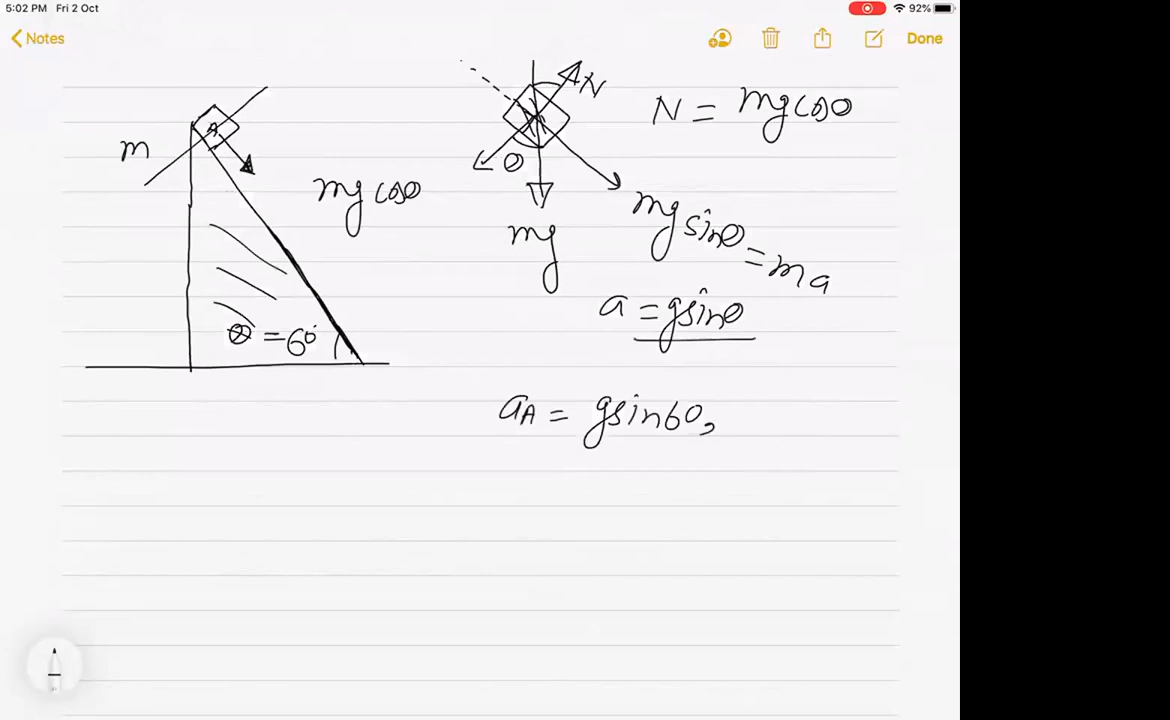 5:02 PM Fri 2 Oct
92%
Notes
Done
A
m
mg cosθ
θ = 60°
N
θ
mg
N = mg cosθ
mg sinθ = ma
a = g sinθ
aA = g sin60,